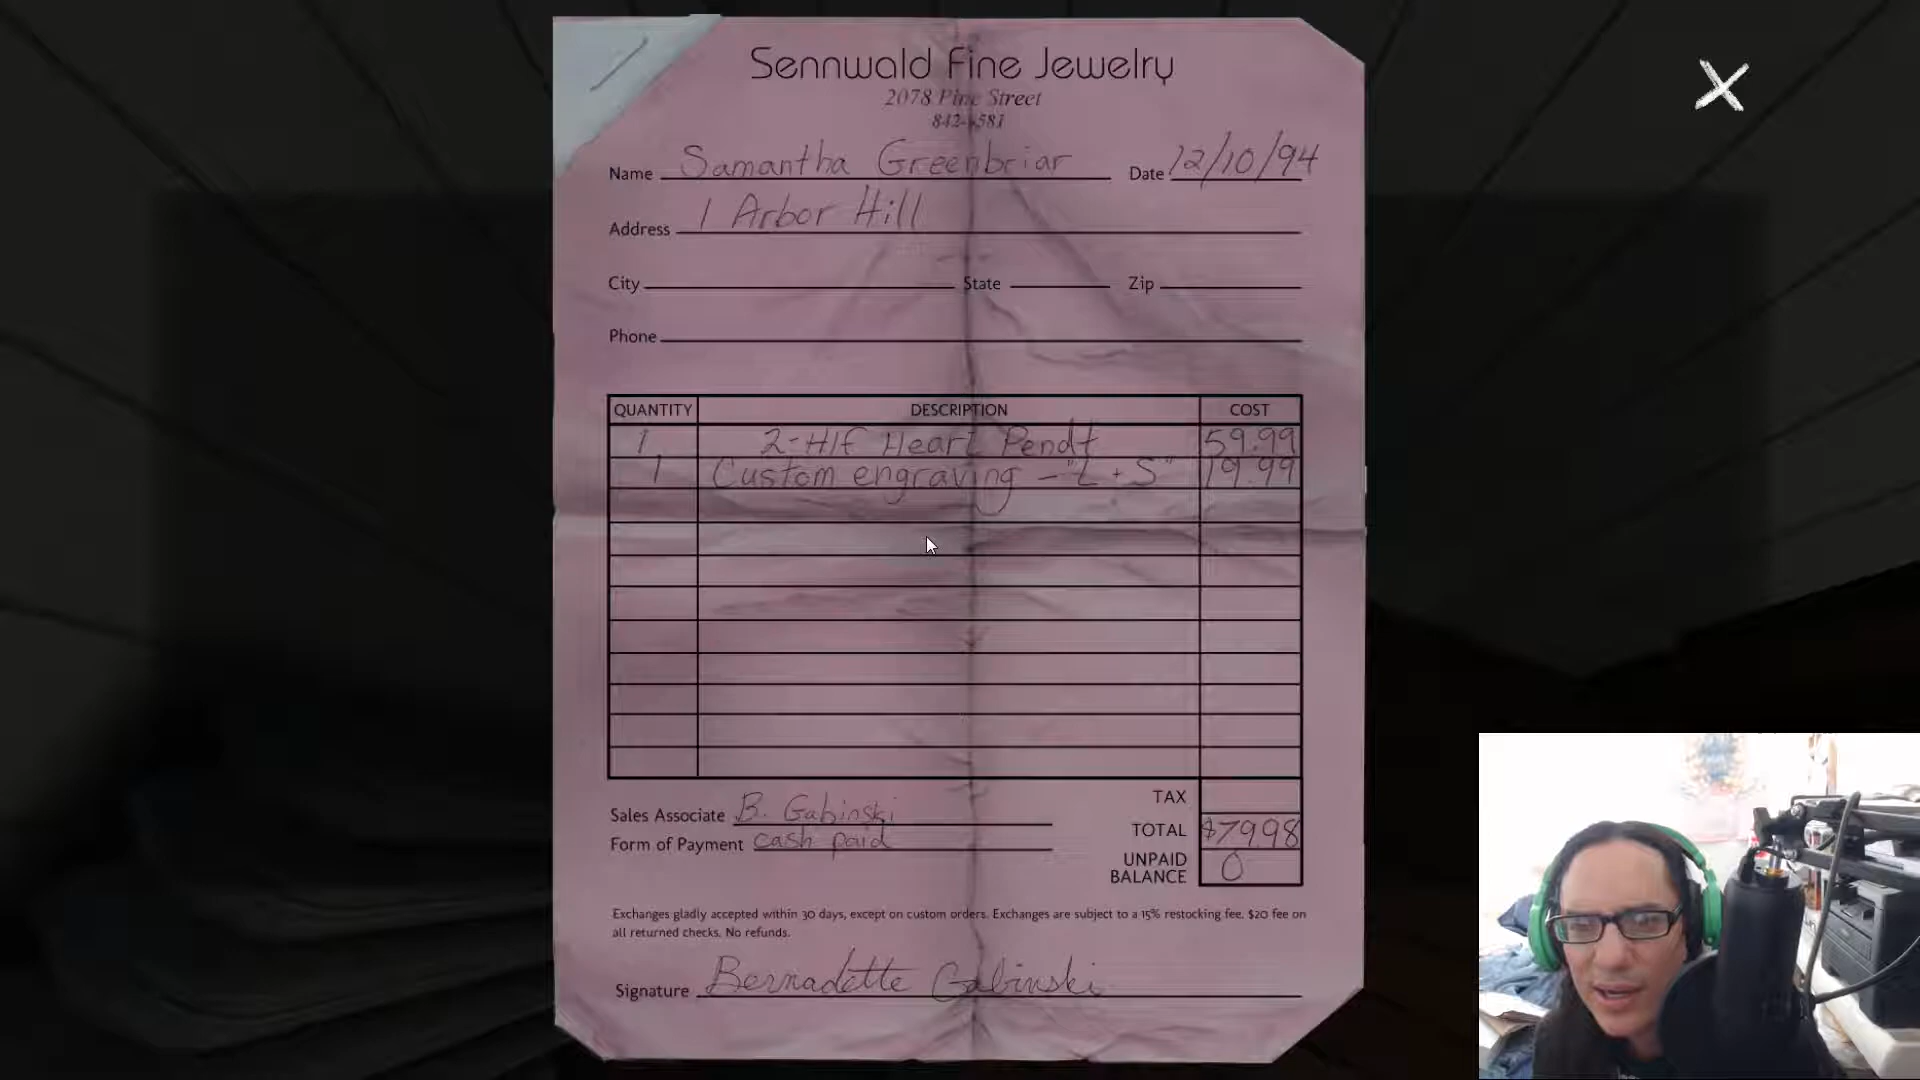 Sennwald Fine Jewelry
2078 Pine Street
Name Samantha Greenbriar Date 12/10/94
Address 1 Arbor Hill
City State Zip
Phone
QUANTITY DESCRIPTION COST
1 2-Hlf Heart Pendt 59.99
1 Custom engraving - "L + S" 19.99
TAX
Sales Associate B. Gabinski
TOTAL $79.98
Form of Payment cash paid
UNPAID
BALANCE 0
Exchanges gladly accepted within 30 days, except on custom orders. Exchanges are subject to a 15% restocking fee. $20 fee on
all returned checks. No refunds.
Signature Bernadette Gabinski